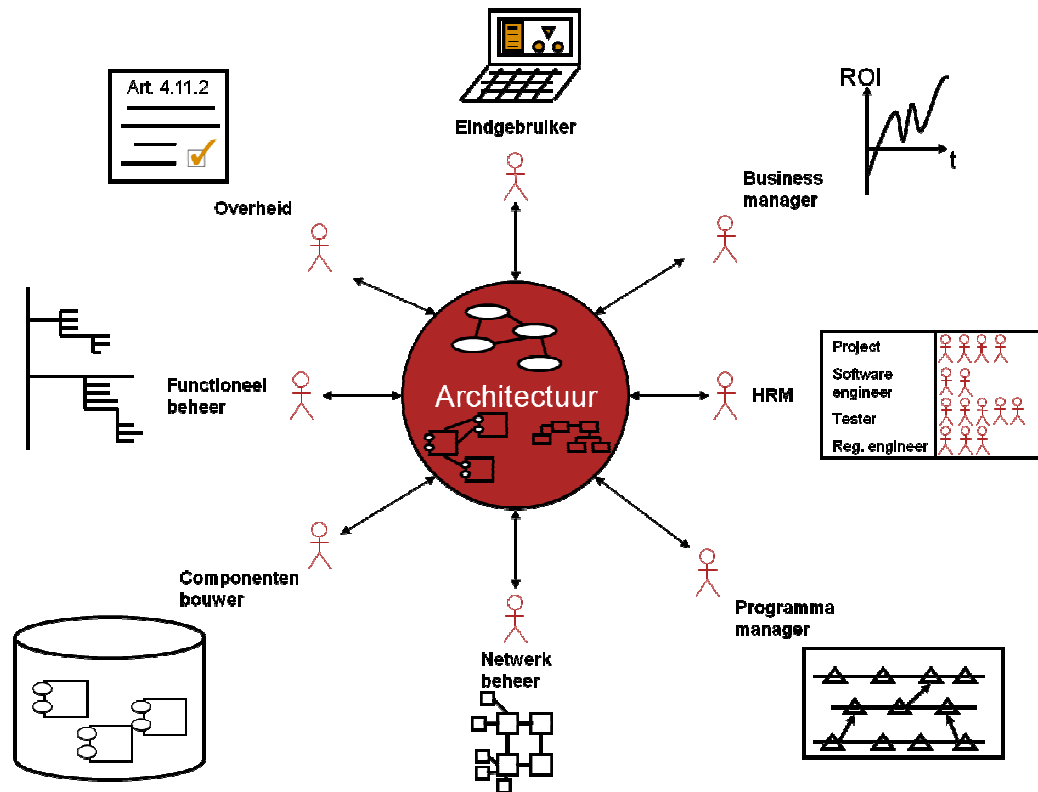 Art. 4.11.2
Eindgebruiker
ROI
t
Business
manager
Overheid
Functioneel
beheer
Architectuur
HRM
Project
Software
engineer
Tester
Reg. engineer
Componenten
bouwer
Netwerk
beheer
Programma
manager